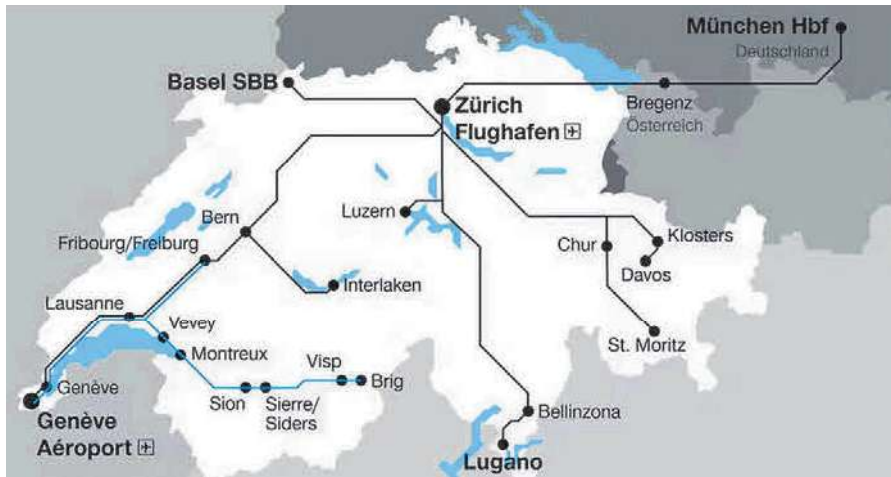 München Hbf
Deutschland
Basel SBB
Bregenz
Österreich
Zürich
Flughafen
Luzern
Bern
Fribourg/Freiburg
Klosters
Chur
Davos
Interlaken
Lausanne
Vevey
Montreux
St. Moritz
Visp
Brig
Genève
Sion
Sierre/
Siders
Bellinzona
Genève
Aéroport
Lugano